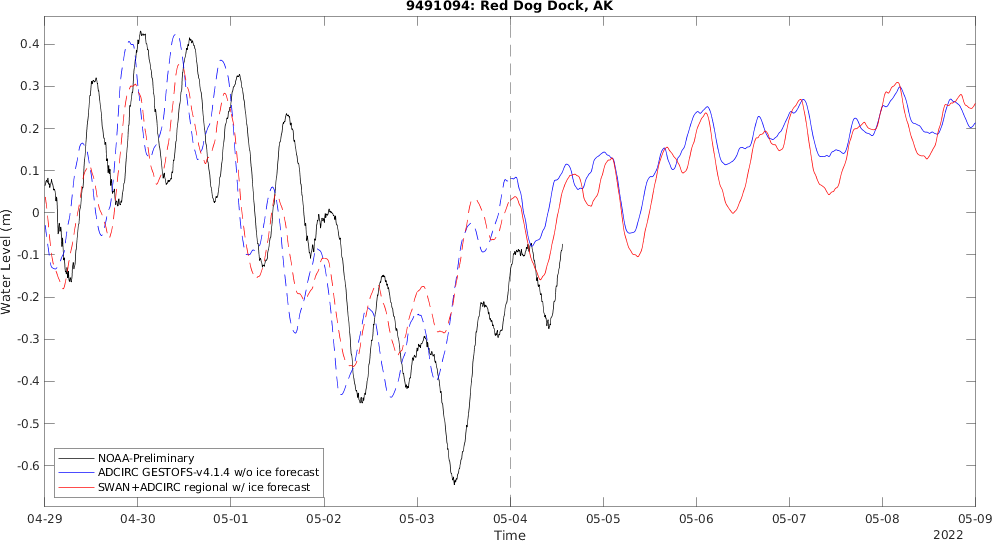 9491094: Red Dog Dock, AK
Water Level (m)
0.4
0.3
0.2
0.1
0
-0.1
-0.2
-0.3
-0.4
-0.5
-0.6
NOAA-Preliminary
ADCIRC GESTOFS-v4.1.4 w/o ice forecast
SWAN+ADCIRC regional w/ ice forecast
04-29 04-30 05-01 05-02 05-03 05-04 05-05 05-06 05-07 05-08 05-09
Time
2022